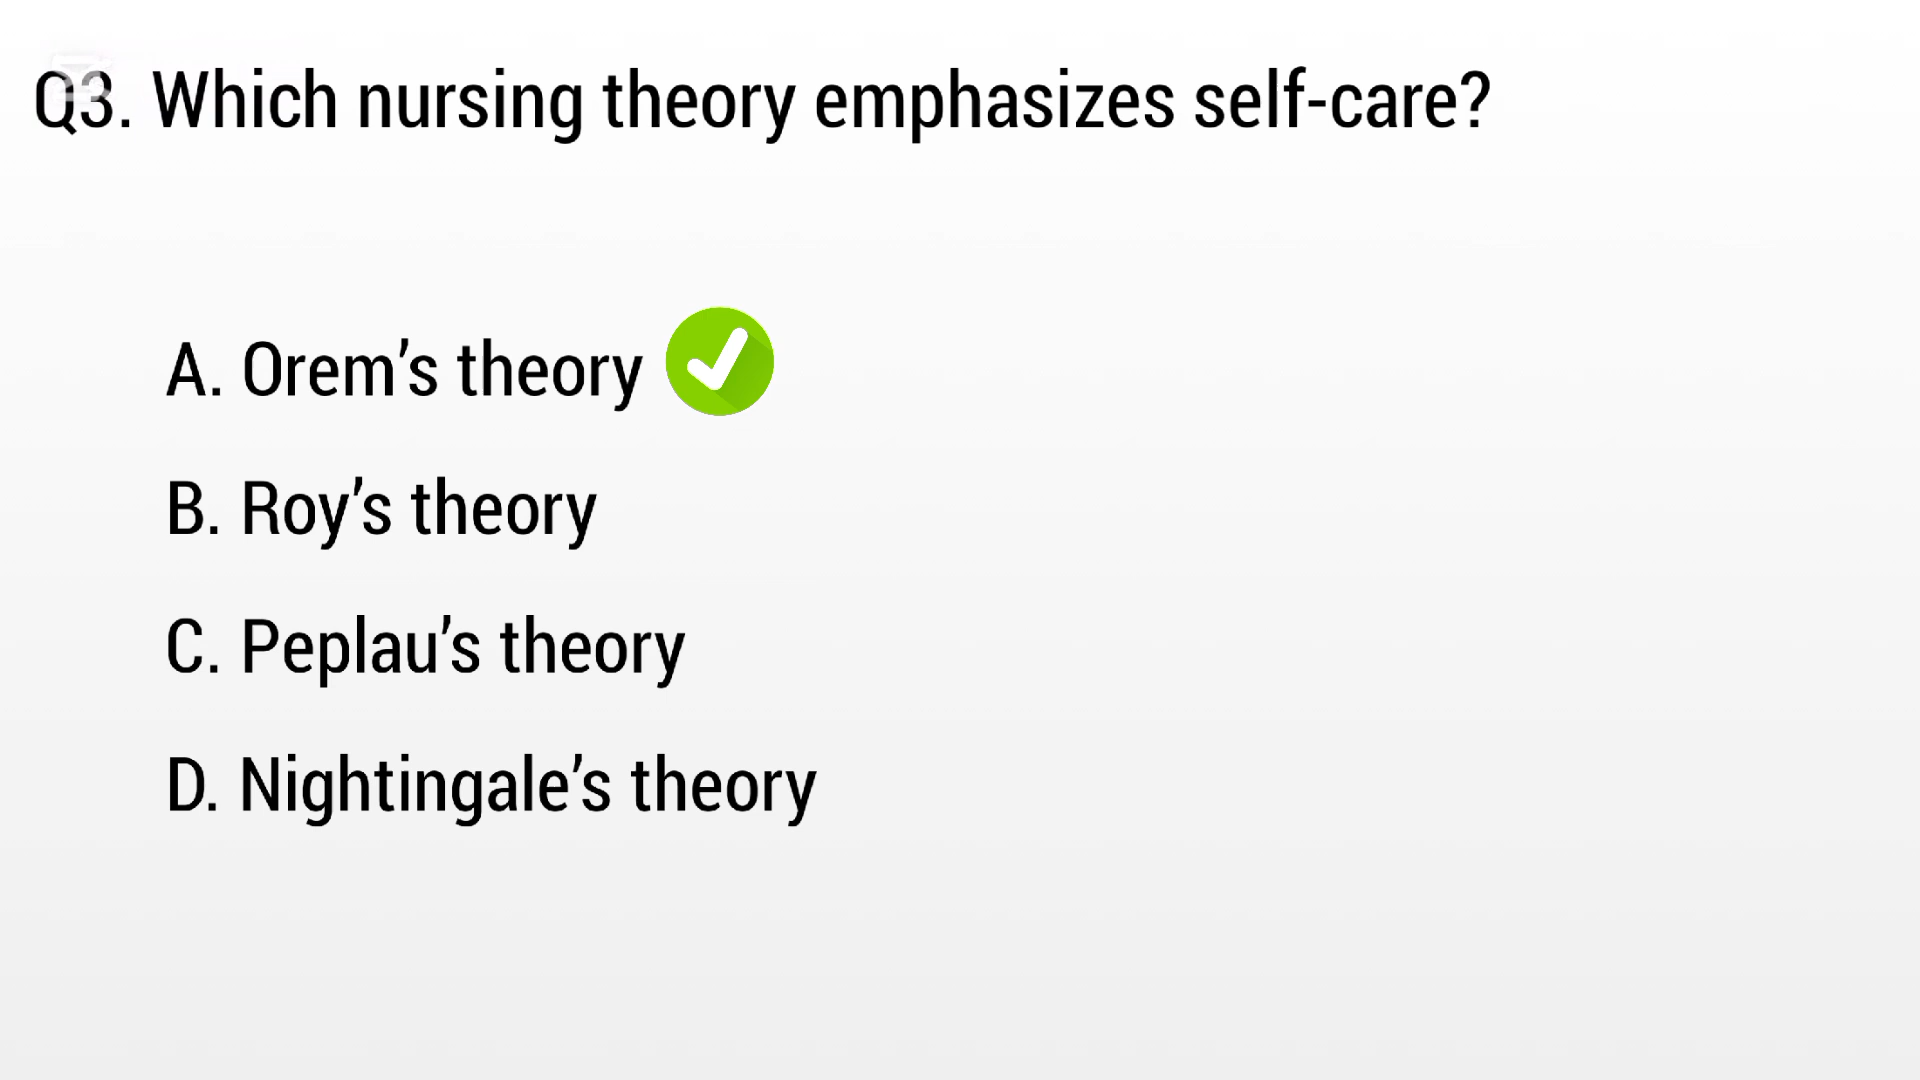 Q3. Which nursing theory emphasizes self-care?
A. Orem’s theory
B. Roy’s theory
C. Peplau’s theory
D. Nightingale’s theory